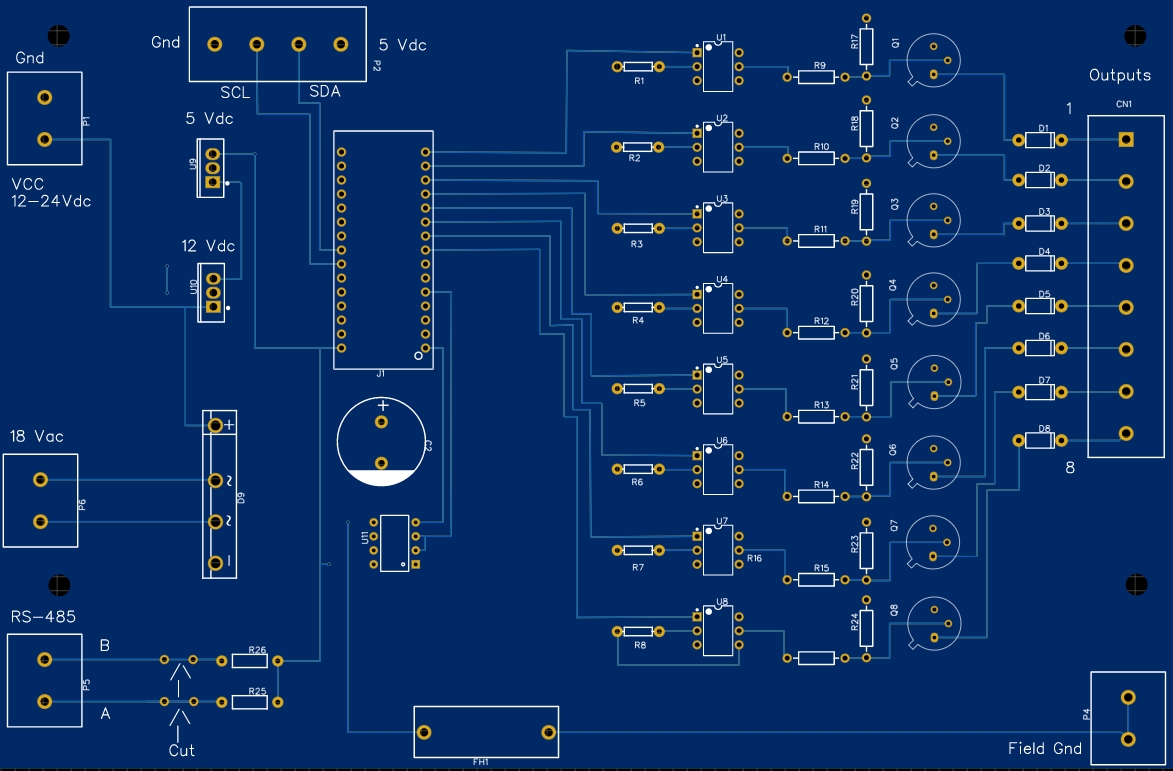 Gnd
P1
VCC
12-24Vdc
Gnd
5 Vdc
P2
SCL
SDA
5 Vdc
U9
12 Vdc
U10
J1
C2
18 Vac
P6
+
~
~
-
D9
U11
RS-485
B
A
P5
R26
R25
Cut
FH1
P4
Field Gnd
Outputs
1
CN1
8
U1
R1
R9
R17
Q1
D1
U2
R2
R10
R18
Q2
D2
U3
R3
R11
R19
Q3
D3
U4
R4
R12
R20
Q4
D4
U5
R5
R13
R21
Q5
D5
U6
R6
R14
R22
Q6
D6
U7
R7
R16
R15
R23
Q7
D7
U8
R8
R24
Q8
D8
+